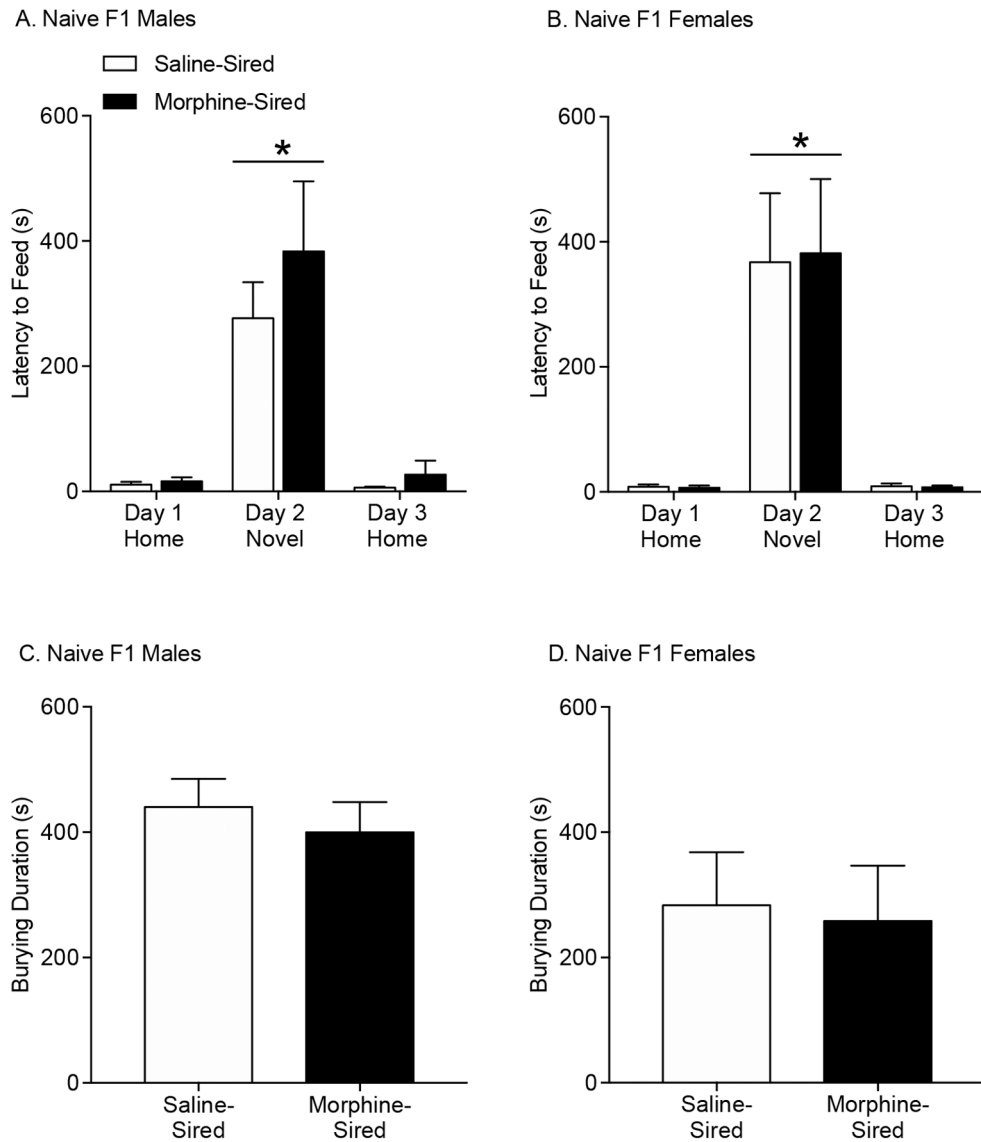 A. Naive F1 Males
Saline-Sired
Morphine-Sired
600
400
200
0
Latency to Feed (s)
*
Day 1
Home
Day 2
Novel
Day 3
Home
B. Naive F1 Females
600
400
200
0
Latency to Feed (s)
*
Day 1
Home
Day 2
Novel
Day 3
Home
C. Naive F1 Males
600
400
200
0
Burying Duration (s)
Saline-
Sired
Morphine-
Sired
D. Naive F1 Females
600
400
200
0
Burying Duration (s)
Saline-
Sired
Morphine-
Sired